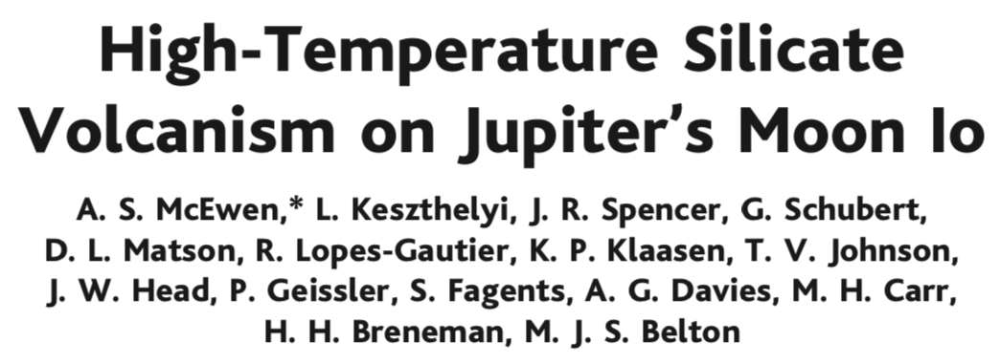 High-Temperature Silicate
Volcanism on Jupiter’s Moon Io
A. S. McEwen,* L. Keszthelyi, J. R. Spencer, G. Schubert,
D. L. Matson, R. Lopes-Gautier, K. P. Klaasen, T. V. Johnson,
J. W. Head, P. Geissler, S. Fagents, A. G. Davies, M. H. Carr,
H. H. Breneman, M. J. S. Belton